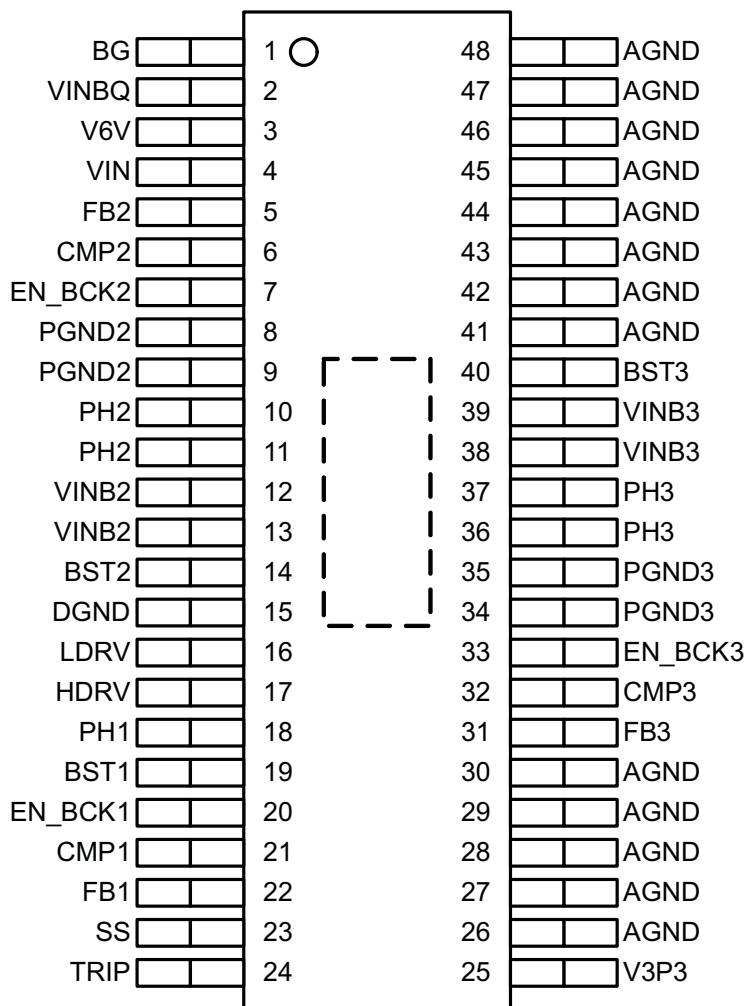 BG 1 48 AGND
VINBQ 2 47 AGND
V6V 3 46 AGND
VIN 4 45 AGND
FB2 5 44 AGND
CMP2 6 43 AGND
EN_BCK2 7 42 AGND
PGND2 8 41 AGND
PGND2 9 40 BST3
PH2 10 39 VINB3
PH2 11 38 VINB3
VINB2 12 37 PH3
VINB2 13 36 PH3
BST2 14 35 PGND3
DGND 15 34 PGND3
LDRV 16 33 EN_BCK3
HDRV 17 32 CMP3
PH1 18 31 FB3
BST1 19 30 AGND
EN_BCK1 20 29 AGND
CMP1 21 28 AGND
FB1 22 27 AGND
SS 23 26 AGND
TRIP 24 25 V3P3